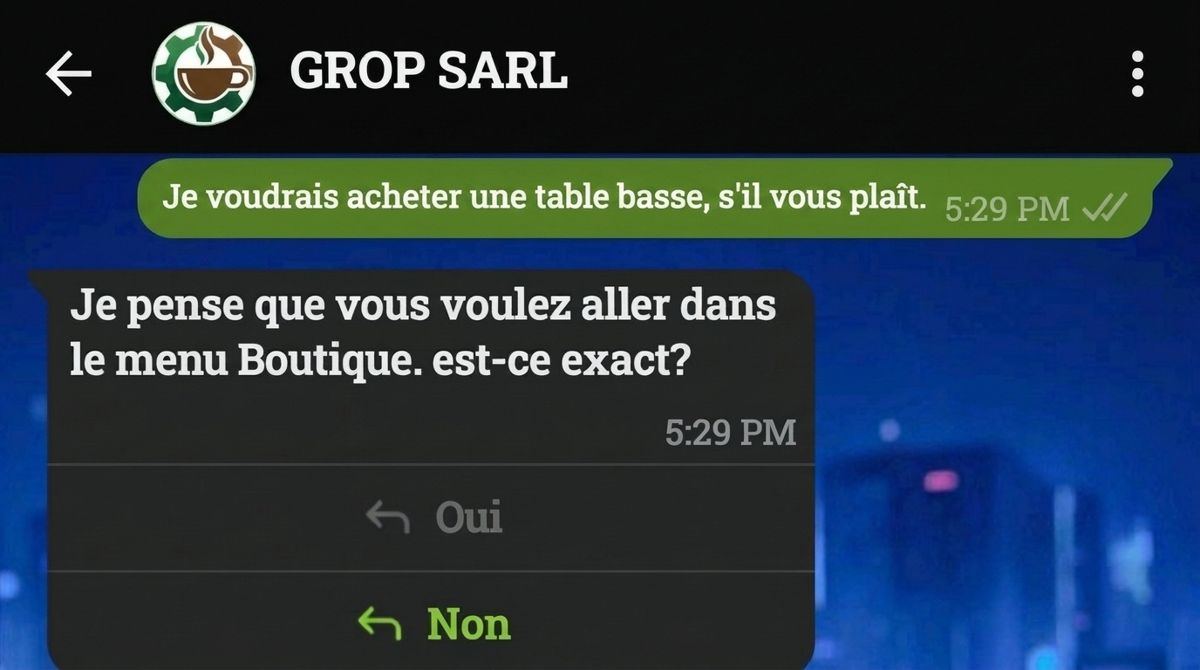 GROP SARL
Je voudrais acheter une table basse, s'il vous plaît. 5:29 PM
Je pense que vous voulez aller dans
le menu Boutique. est-ce exact?
5:29 PM
Oui
Non